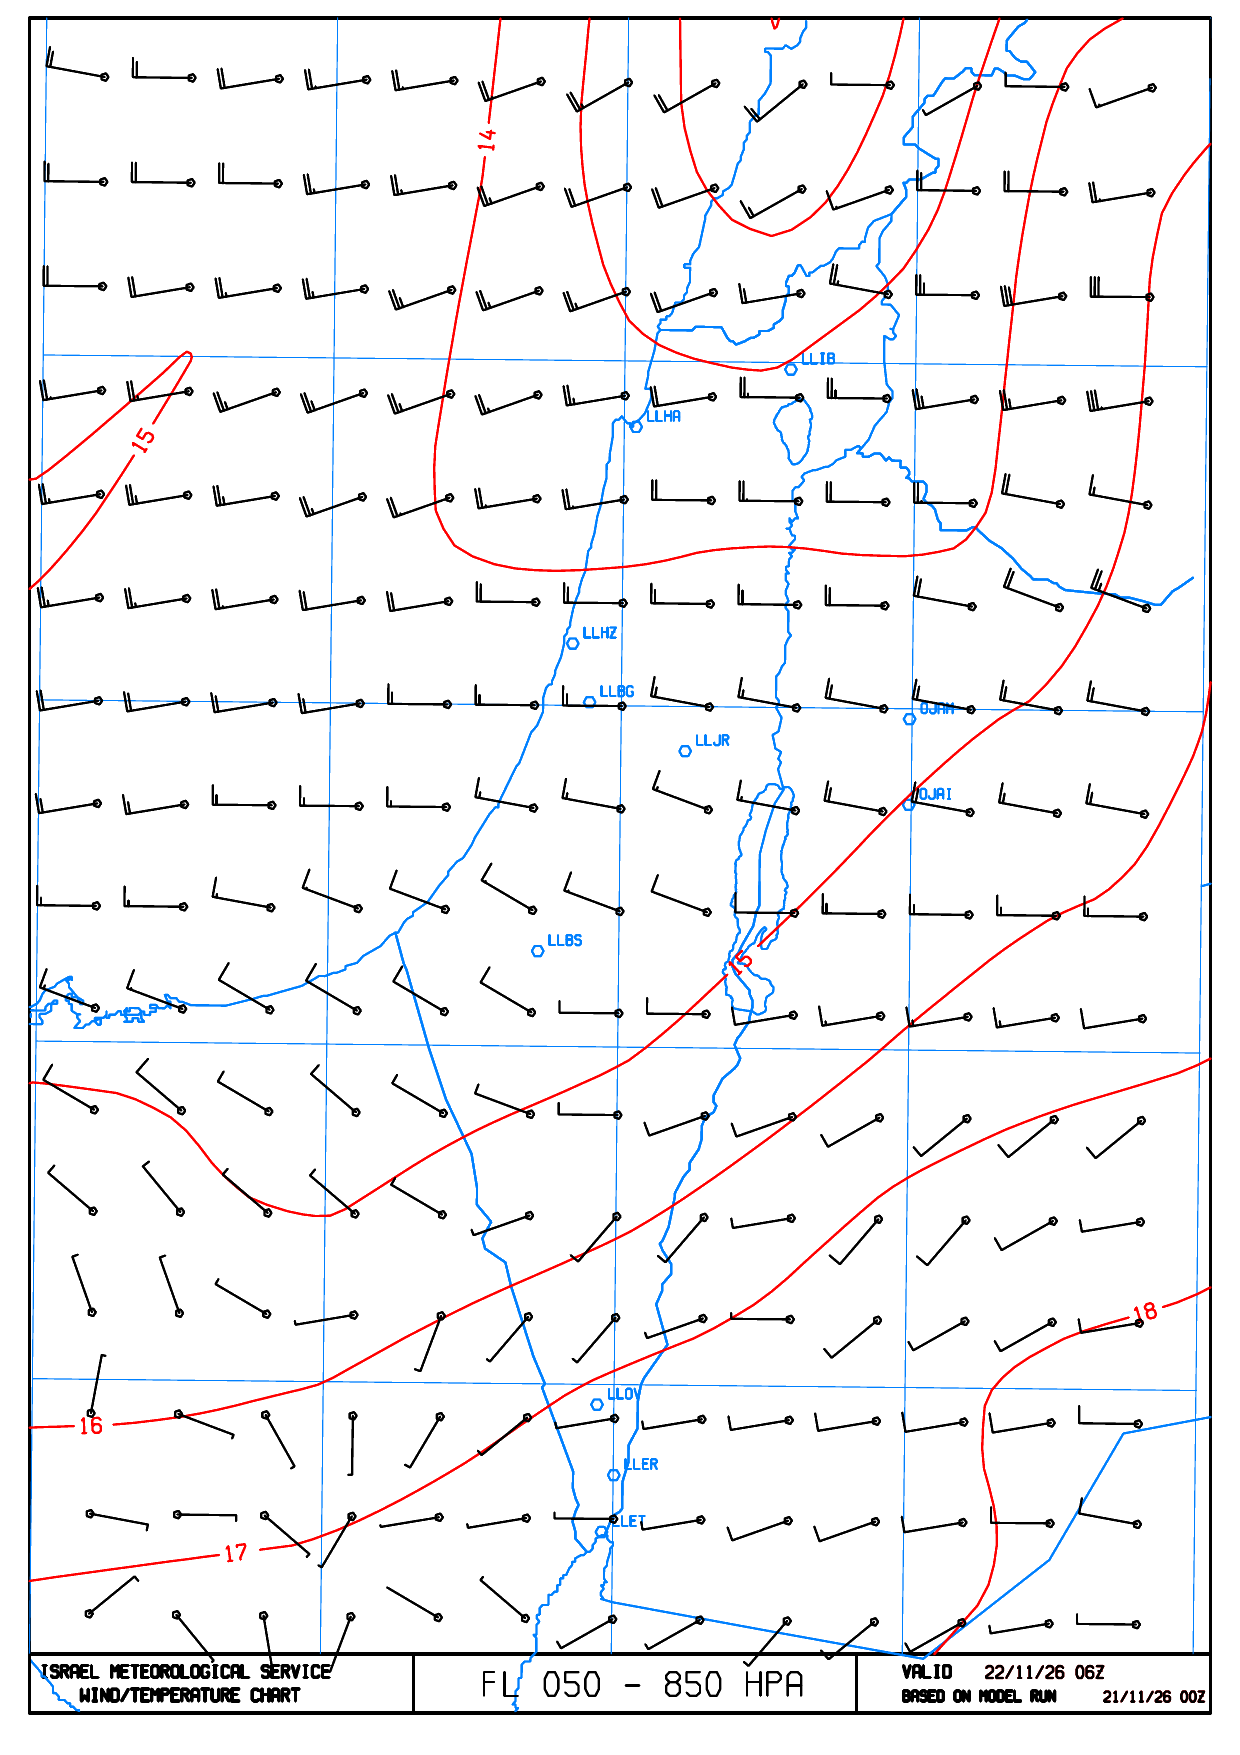 14
LLIB
LLHA
15
LLHZ
LLBG
OJAM
LLJR
OJAI
LLBS
15
18
LLOV
16
LLER
LLET
17
ISRAEL METEOROLOGICAL SERVICE
WIND/TEMPERATURE CHART
FL 050 - 850 HPA
VALID 22/11/26 06Z
BASED ON MODEL RUN 21/11/26 00Z